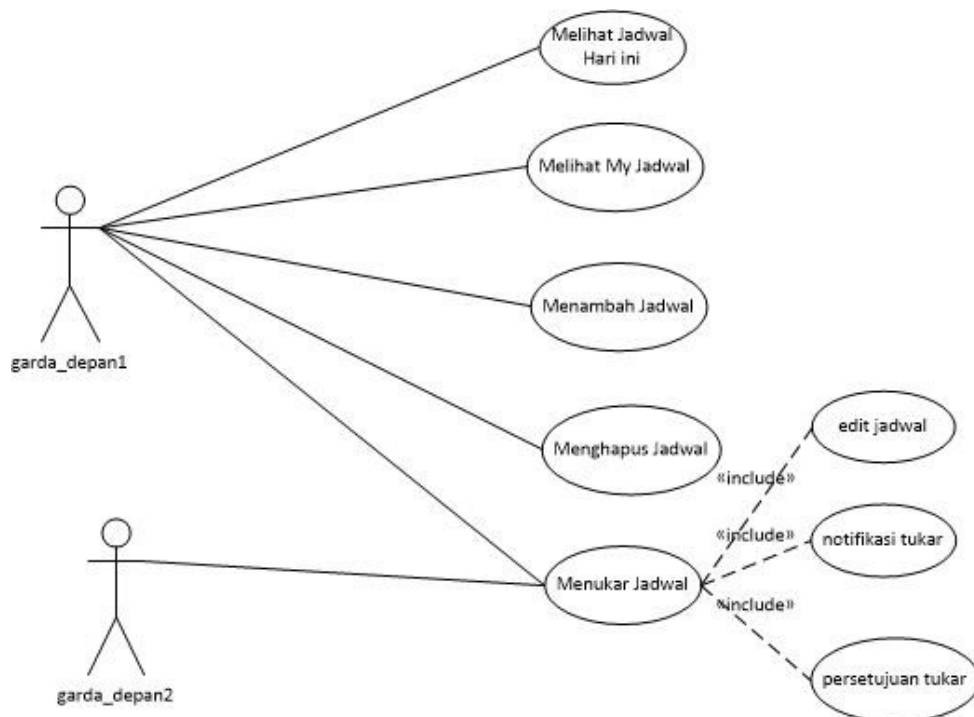 Melihat Jadwal
Hari ini
Melihat My Jadwal
garda_depan1
Menambah Jadwal
Menghapus Jadwal
edit jadwal
«include»
«include»
notifikasi tukar
Menukar Jadwal
«include»
garda_depan2
persetujuan tukar